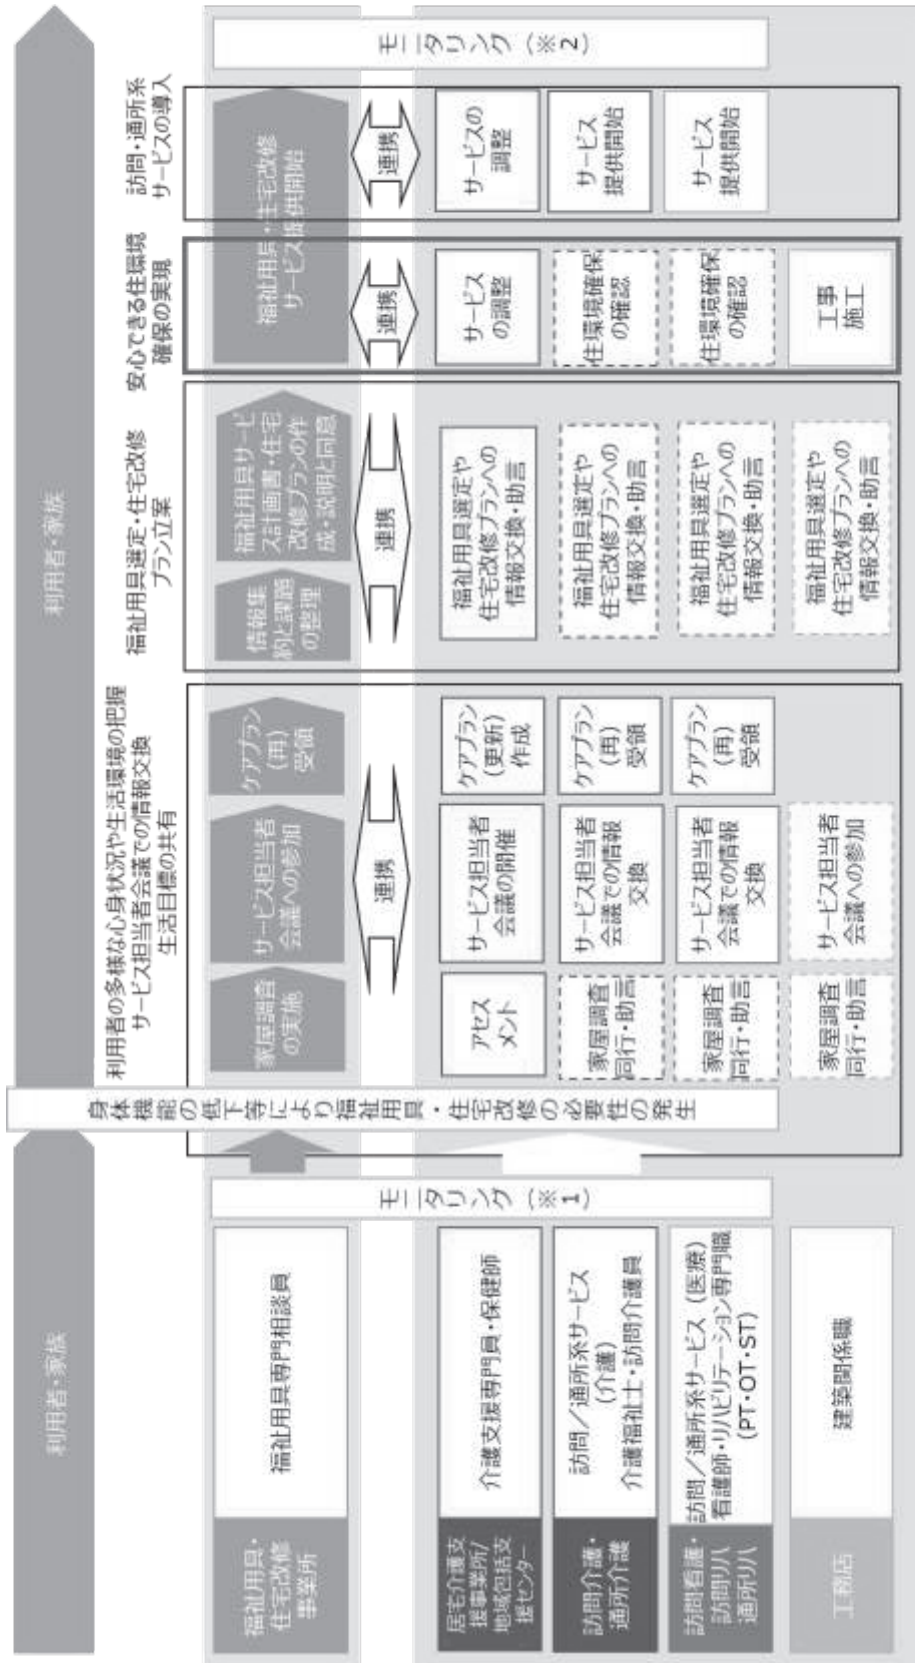 利用者・家族
利用者・家族
福祉用具・
住宅改修
事業所
福祉用具専門相談員
モニタリング（※１）
身体機能の低下等により福祉用具・住宅改修の必要性の発生
利用者の多様な心身状況や生活環境の把握
サービス担当者会議での情報交換
生活目標の共有
家屋調査
の実施
サービス担当者
会議への参加
ケアプラン
(再)
受領
連携
福祉用具選定・住宅改修
プラン立案
情報集
約と課題
の整理
福祉用具サービ
ス計画書・住宅
改修プランの作
成・説明と同意
連携
安心できる住環境
確保の実現
訪問・通所系
サービスの導入
福祉用具・住宅改修
サービス提供開始
連携
連携
モニタリング（※２）
居宅介護支
援事業所/
地域包括支
援センター
介護支援専門員・保健師
アセス
メント
サービス担当者
会議の開催
ケアプラン
(更新)
作成
福祉用具選定や
住宅改修プランへの
情報交換・助言
サービス
の調整
サービスの
調整
訪問介護・
通所介護
訪問／通所系サービス
(介護)
介護福祉士・訪問介護員
家屋調査
同行・助言
サービス担当者
会議での情報
交換
ケアプラン
(再)
受領
福祉用具選定や
住宅改修プランへの
情報交換・助言
住環境確保
の確認
サービス
提供開始
訪問看護・
訪問リハ
通所リハ
訪問／通所系サービス（医療）
看護師・リハビリテーション専門職
(PT・OT・ST)
家屋調査
同行・助言
サービス担当者
会議での情報
交換
ケアプラン
(再)
受領
福祉用具選定や
住宅改修プランへの
情報交換・助言
住環境確保
の確認
サービス
提供開始
工務店
建築関係職
家屋調査
同行・助言
サービス担当者
会議への参加
福祉用具選定や
住宅改修プランへの
情報交換・助言
工事
施工